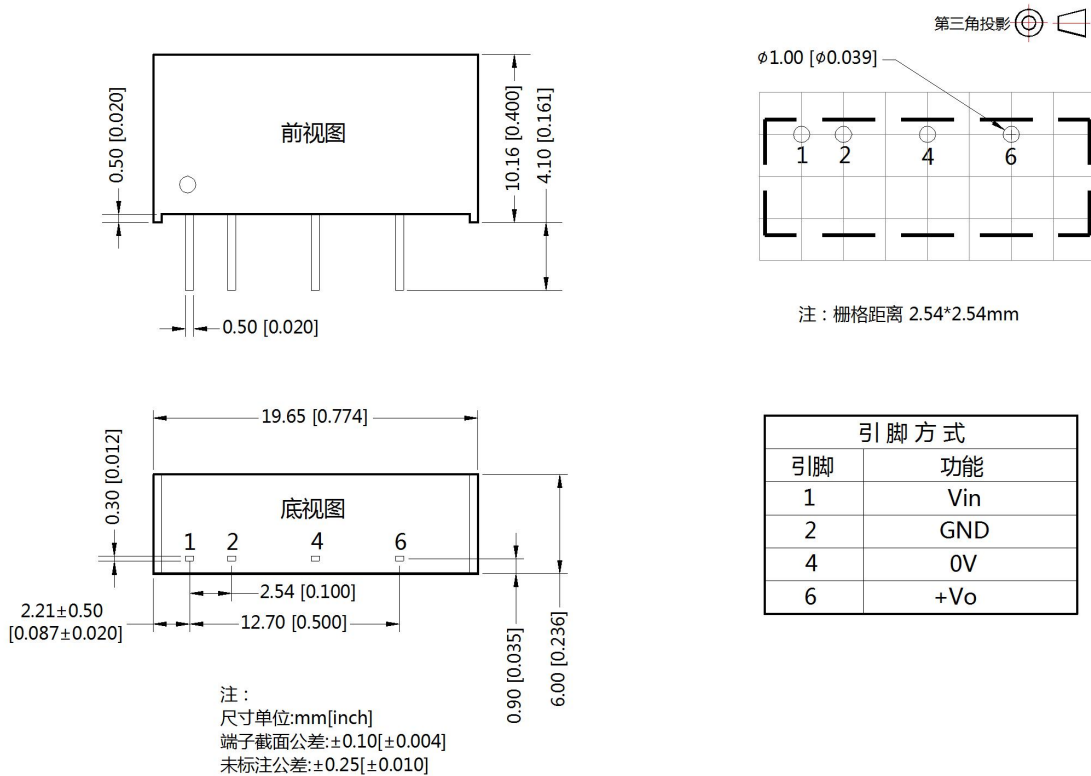 第三角投影
⌀1.00 [⌀0.039]
前视图
0.50 [0.020]
10.16 [0.400]
4.10 [0.161]
1 2 4 6
0.50 [0.020]
注：栅格距离 2.54*2.54mm
19.65 [0.774]
0.30 [0.012]
底视图
1 2 4 6
2.54 [0.100]
12.70 [0.500]
2.21±0.50
[0.087±0.020]
0.90 [0.035]
6.00 [0.236]
引脚方式
引脚 功能
1 Vin
2 GND
4 0V
6 +Vo
注：
尺寸单位:mm[inch]
端子截面公差:±0.10[±0.004]
未标注公差:±0.25[±0.010]